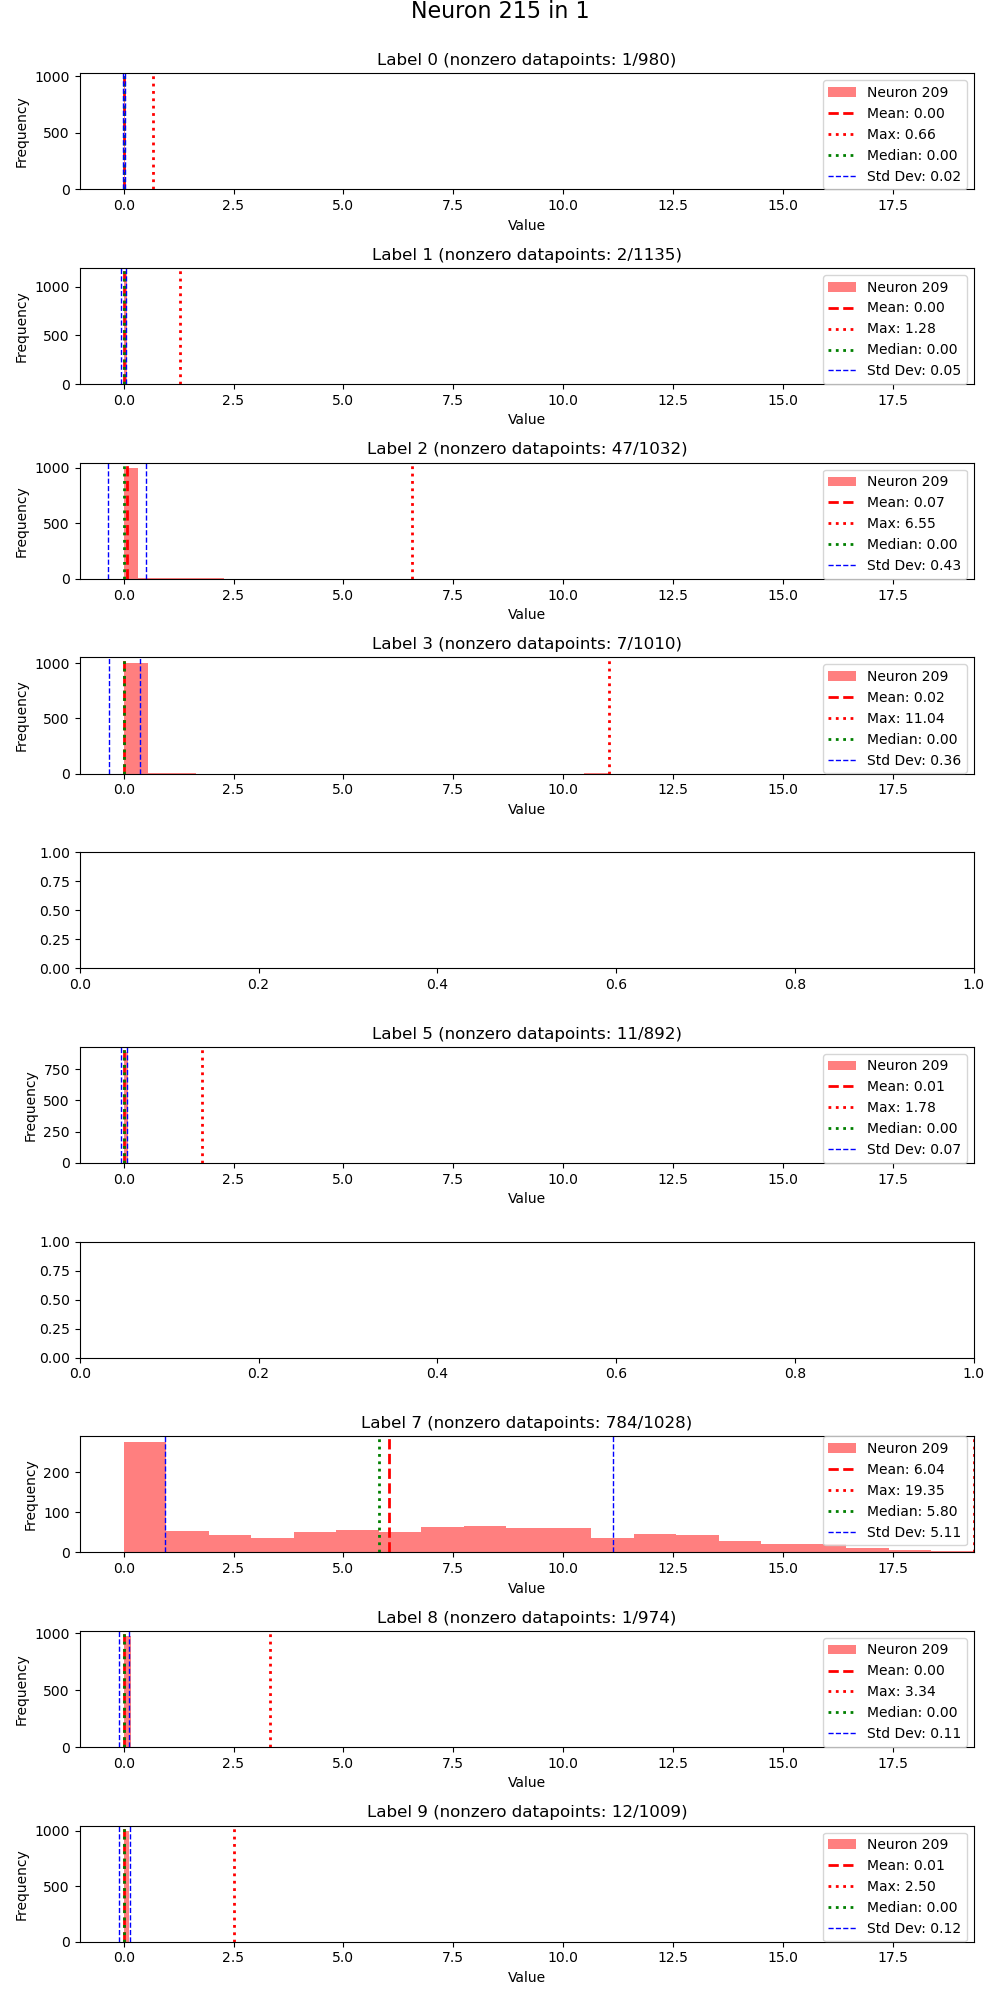 Neuron 215 in 1
Label 0 (nonzero datapoints: 1/980)
Frequency
1000
500
0
Neuron 209
Mean: 0.00
Max: 0.66
Median: 0.00
Std Dev: 0.02
0.0 2.5 5.0 7.5 10.0 12.5 15.0 17.5
Value
Label 1 (nonzero datapoints: 2/1135)
Frequency
1000
500
0
Neuron 209
Mean: 0.00
Max: 1.28
Median: 0.00
Std Dev: 0.05
0.0 2.5 5.0 7.5 10.0 12.5 15.0 17.5
Value
Label 2 (nonzero datapoints: 47/1032)
Frequency
1000
500
0
Neuron 209
Mean: 0.07
Max: 6.55
Median: 0.00
Std Dev: 0.43
0.0 2.5 5.0 7.5 10.0 12.5 15.0 17.5
Value
Label 3 (nonzero datapoints: 7/1010)
Frequency
1000
500
0
Neuron 209
Mean: 0.02
Max: 11.04
Median: 0.00
Std Dev: 0.36
0.0 2.5 5.0 7.5 10.0 12.5 15.0 17.5
Value
1.00
0.75
0.50
0.25
0.00
0.0 0.2 0.4 0.6 0.8 1.0
Label 5 (nonzero datapoints: 11/892)
Frequency
750
500
250
0
Neuron 209
Mean: 0.01
Max: 1.78
Median: 0.00
Std Dev: 0.07
0.0 2.5 5.0 7.5 10.0 12.5 15.0 17.5
Value
1.00
0.75
0.50
0.25
0.00
0.0 0.2 0.4 0.6 0.8 1.0
Label 7 (nonzero datapoints: 784/1028)
Frequency
200
100
0
Neuron 209
Mean: 6.04
Max: 19.35
Median: 5.80
Std Dev: 5.11
0.0 2.5 5.0 7.5 10.0 12.5 15.0 17.5
Value
Label 8 (nonzero datapoints: 1/974)
Frequency
1000
500
0
Neuron 209
Mean: 0.00
Max: 3.34
Median: 0.00
Std Dev: 0.11
0.0 2.5 5.0 7.5 10.0 12.5 15.0 17.5
Value
Label 9 (nonzero datapoints: 12/1009)
Frequency
1000
500
0
Neuron 209
Mean: 0.01
Max: 2.50
Median: 0.00
Std Dev: 0.12
0.0 2.5 5.0 7.5 10.0 12.5 15.0 17.5
Value